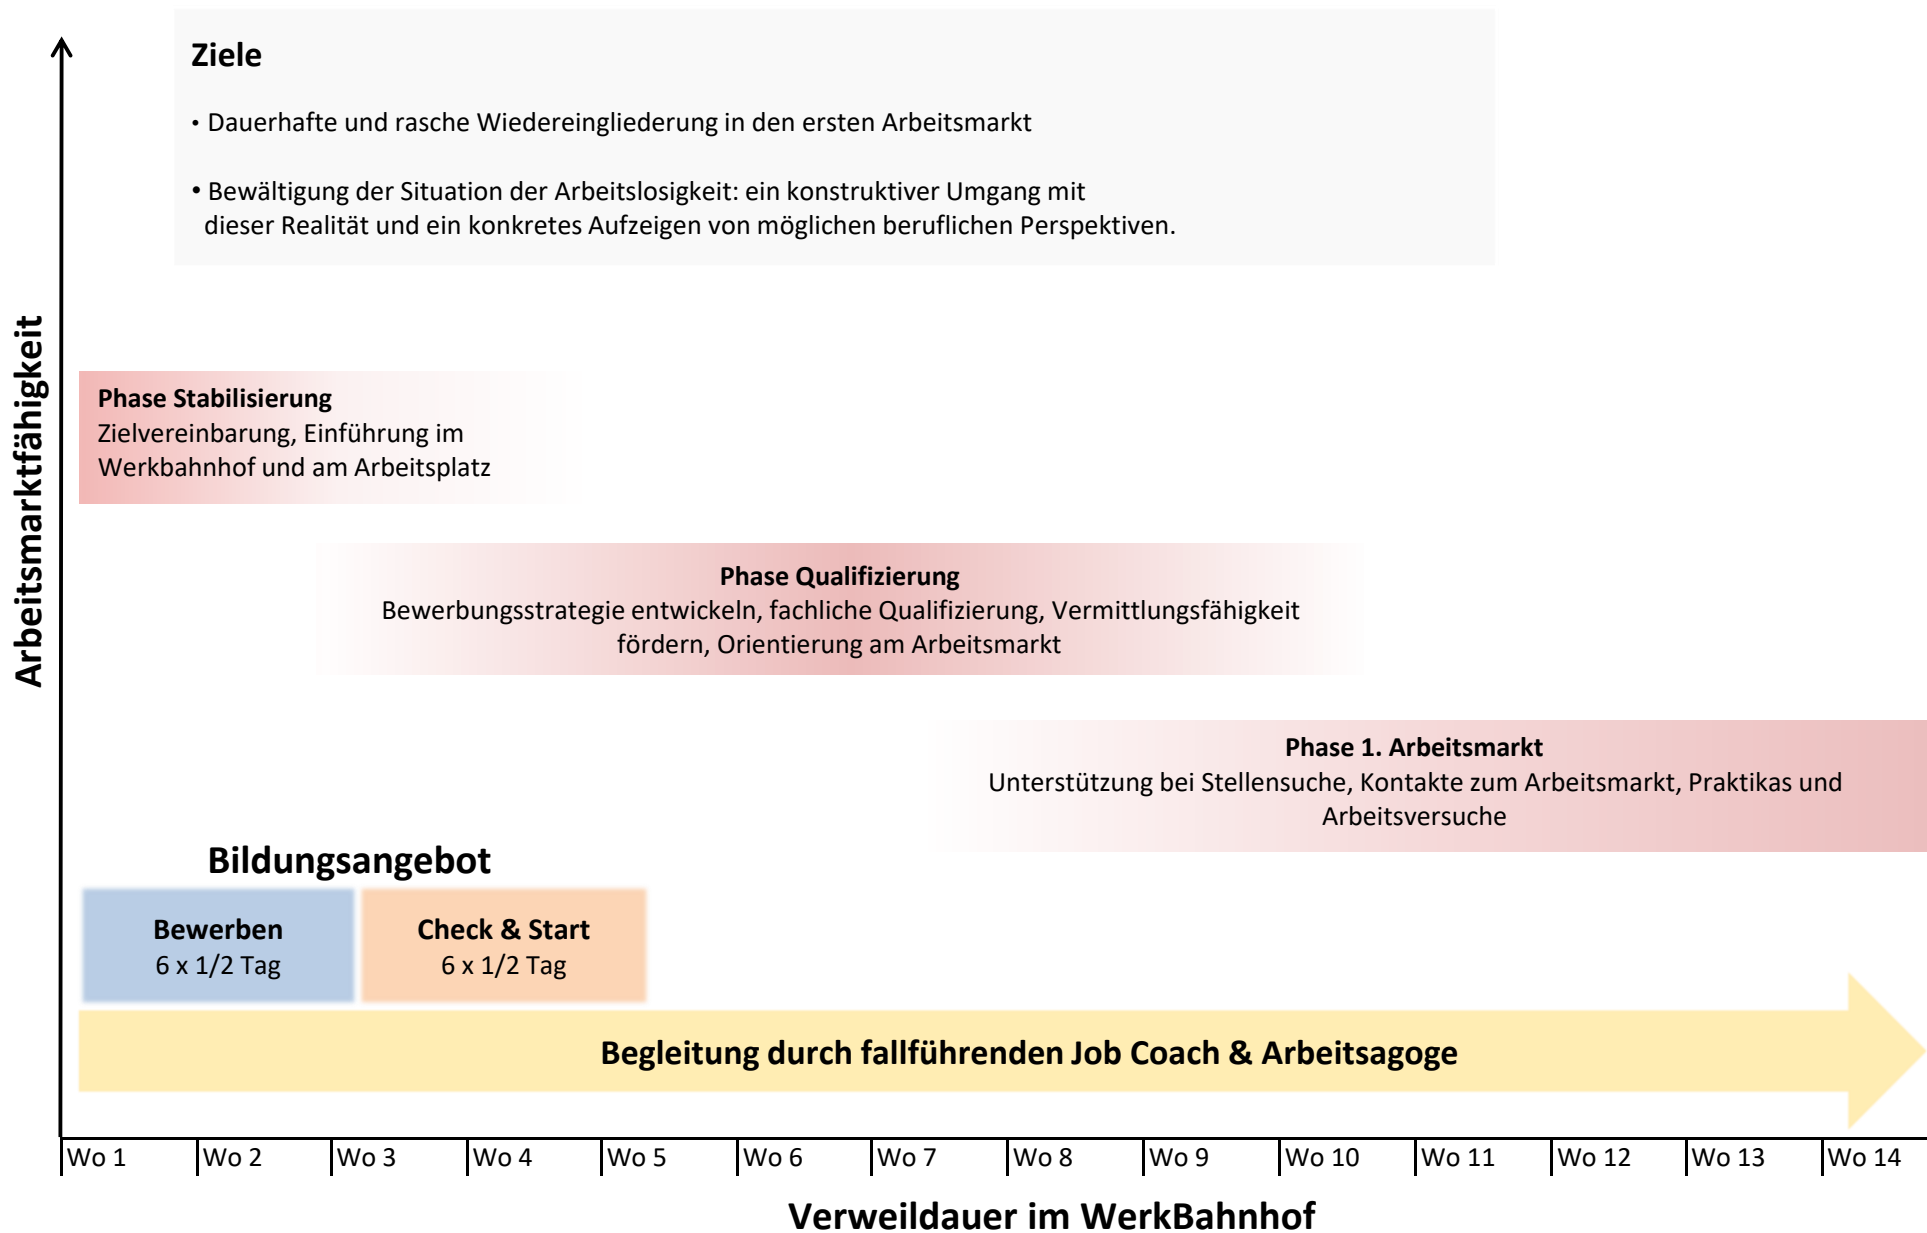 Ziele
• Dauerhafte und rasche Wiedereingliederung in den ersten Arbeitsmarkt
• Bewältigung der Situation der Arbeitslosigkeit: ein konstruktiver Umgang mit
dieser Realität und ein konkretes Aufzeigen von möglichen beruflichen Perspektiven.
Arbeitsmarktfähigkeit
Phase Stabilisierung
Zielvereinbarung, Einführung im
Werkbahnhof und am Arbeitsplatz
Phase Qualifizierung
Bewerbungsstrategie entwickeln, fachliche Qualifizierung, Vermittlungsfähigkeit
fördern, Orientierung am Arbeitsmarkt
Phase 1. Arbeitsmarkt
Unterstützung bei Stellensuche, Kontakte zum Arbeitsmarkt, Praktikas und
Arbeitsversuche
Bildungsangebot
Bewerben
6 x 1/2 Tag
Check & Start
6 x 1/2 Tag
Begleitung durch fallführenden Job Coach & Arbeitsagoge
Wo 1 Wo 2 Wo 3 Wo 4 Wo 5 Wo 6 Wo 7 Wo 8 Wo 9 Wo 10 Wo 11 Wo 12 Wo 13 Wo 14
Verweildauer im WerkBahnhof